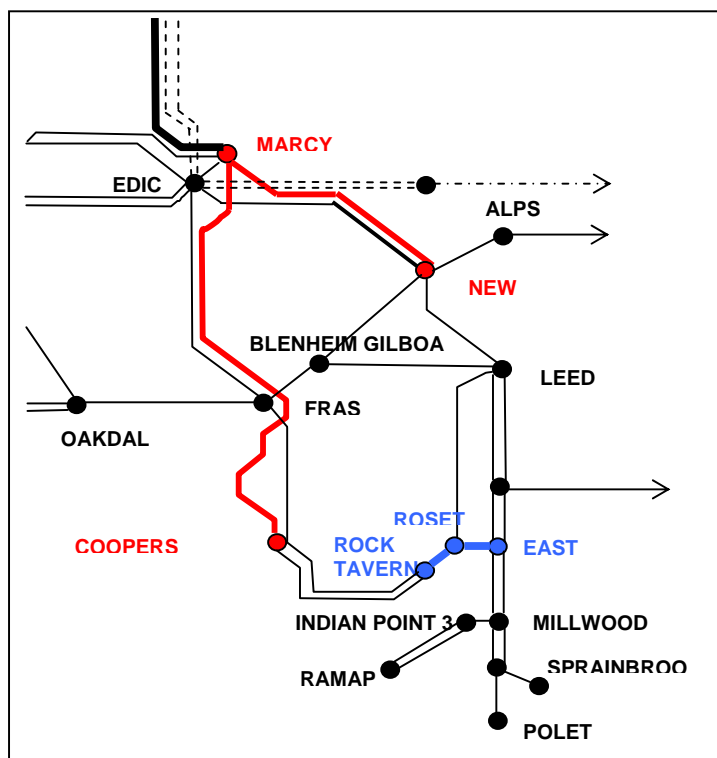 MARCY
EDIC
ALPS
NEW
BLENHEIM GILBOA
LEED
FRAS
OAKDAL
ROSET
COOPERS
ROCK
TAVERN
EAST
INDIAN POINT 3
MILLWOOD
SPRAINBROO
RAMAP
POLET